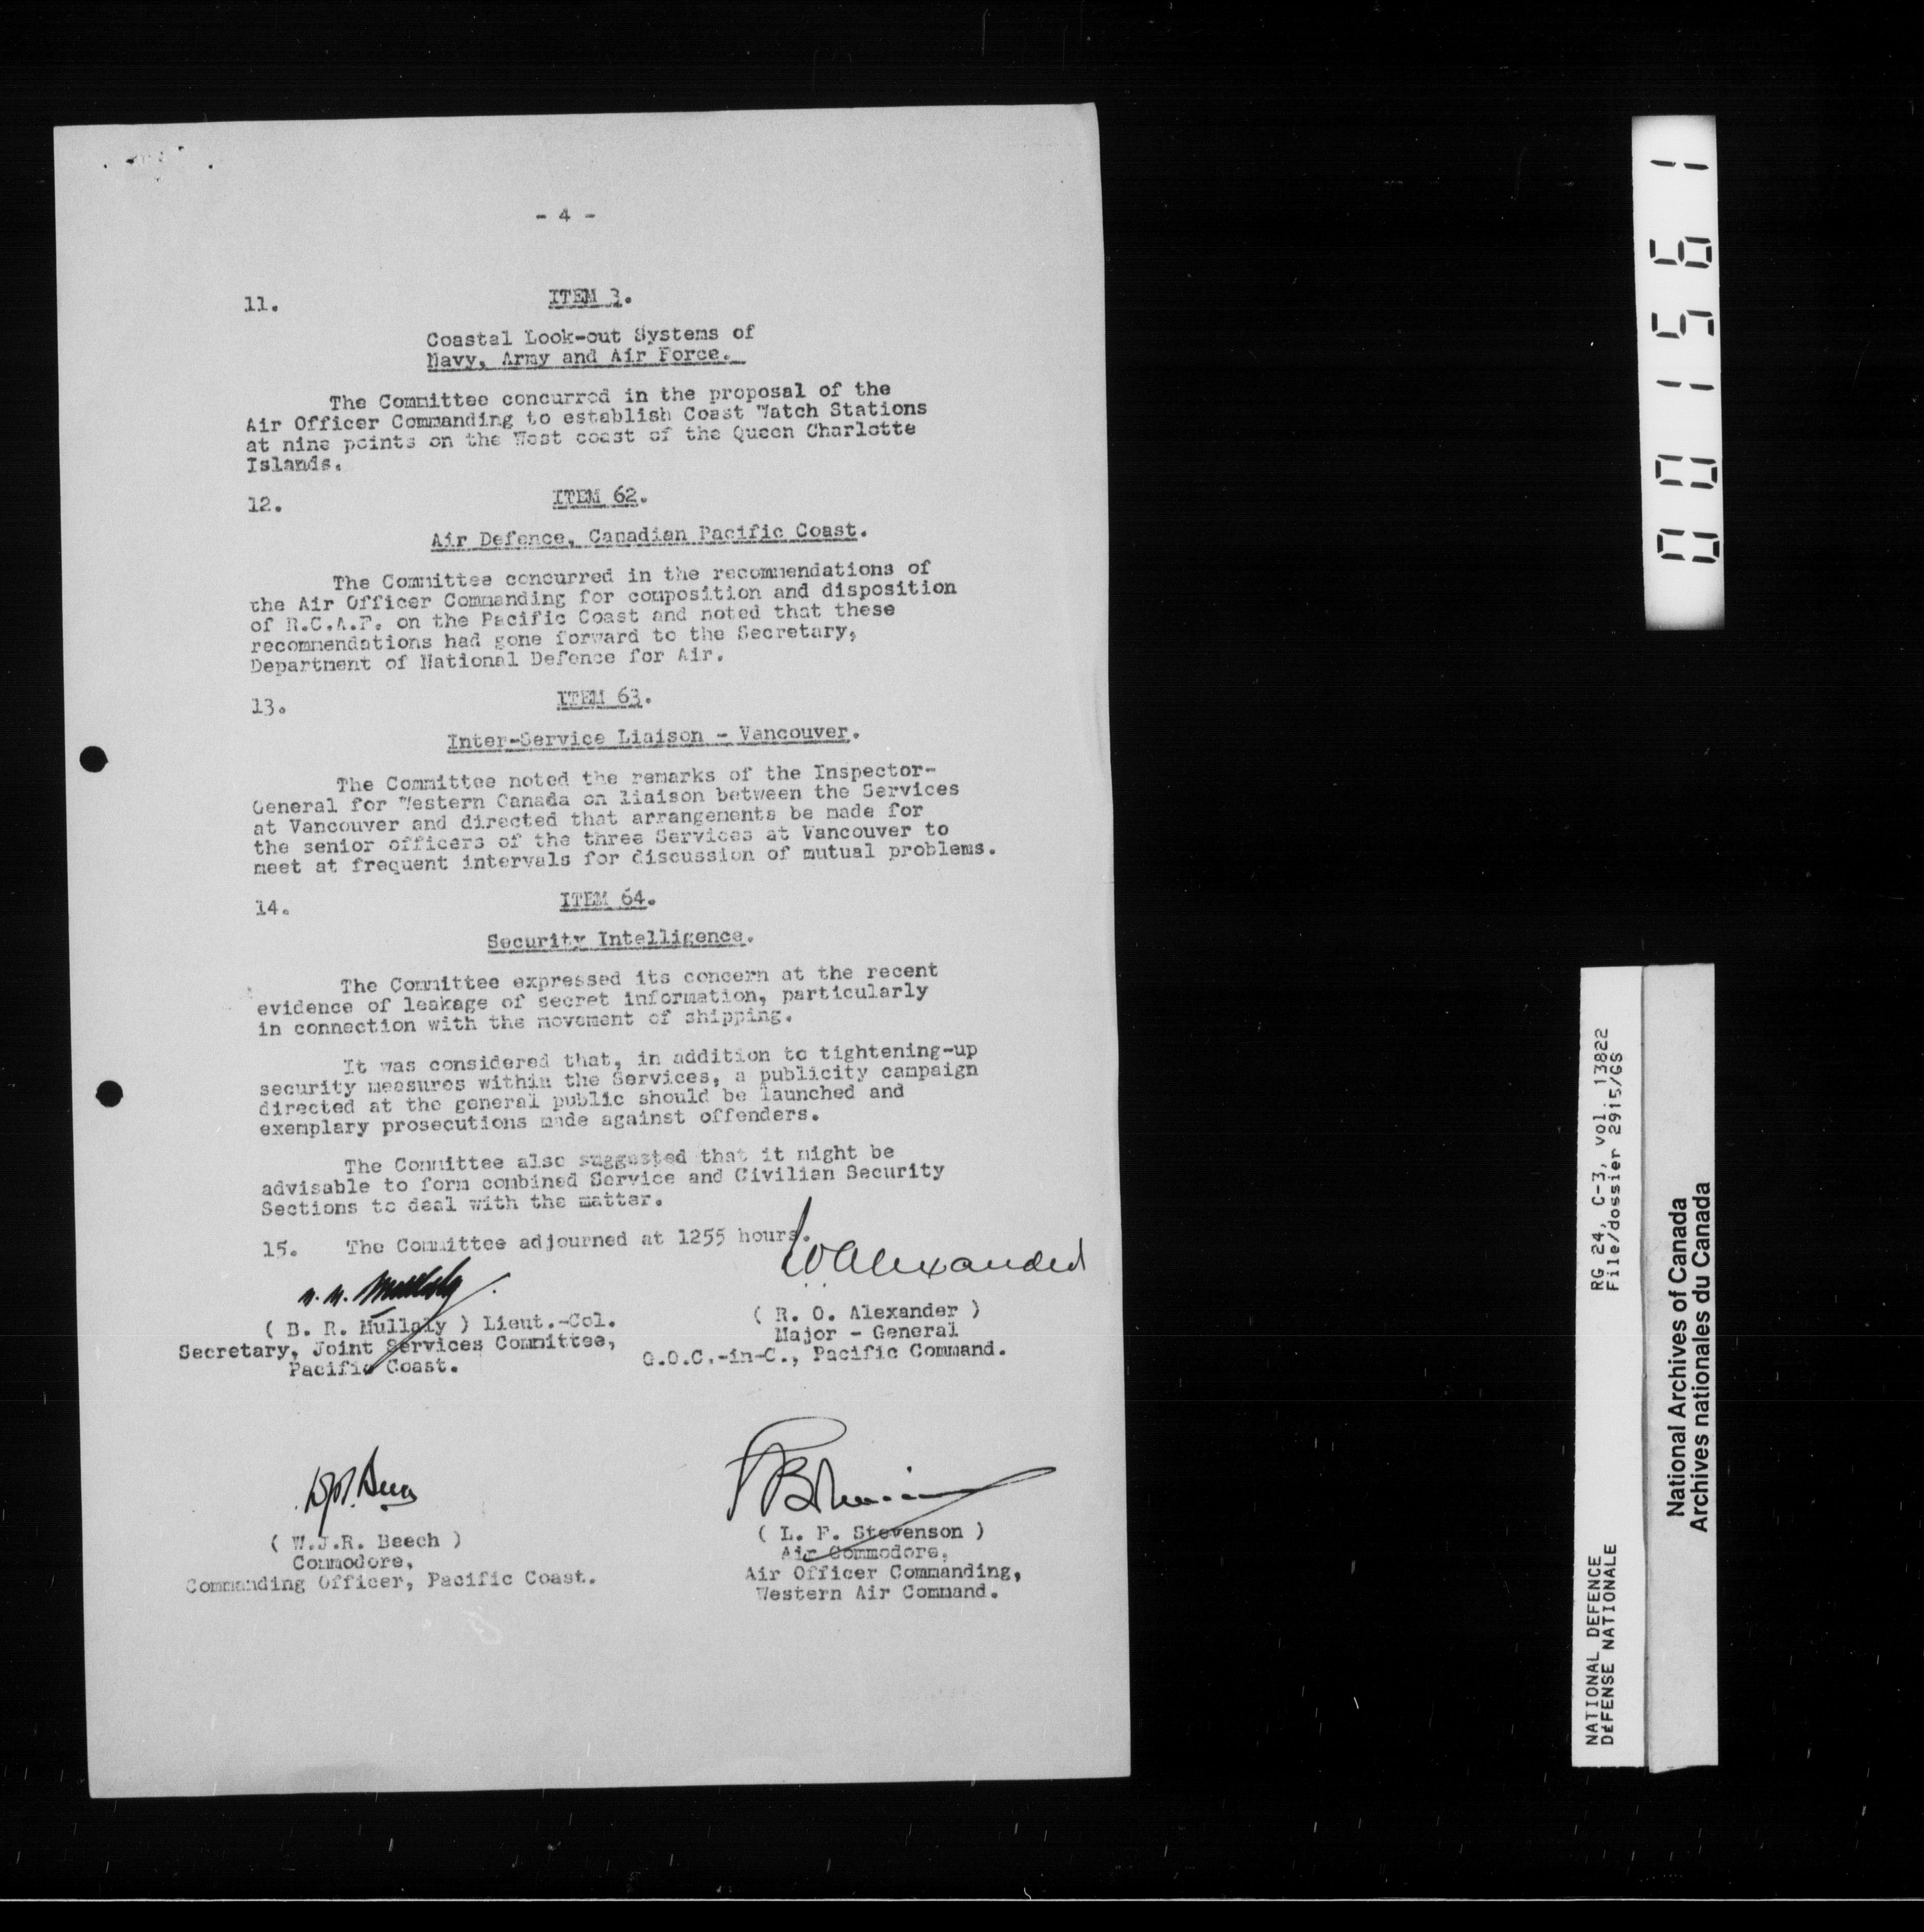 - 4 -
11. ITEM 3.
Coastal Look-out Systems of
Navy, Army and Air Force.
The Committee concurred in the proposal of the
Air Officer Commanding to establish Coast Watch Stations
at nine points on the West coast of the Queen Charlotte
Islands.
12. ITEM 62.
Air Defence, Canadian Pacific Coast.
The Committee concurred in the recommendations of
the Air Officer Commanding for composition and disposition
of R.C.A.F. on the Pacific Coast and noted that these
recommendations had gone forward to the Secretary,
Department of National Defence for Air.
13. ITEM 63.
Inter-Service Liaison - Vancouver.
The Committee noted the remarks of the Inspector-
General for Western Canada on liaison between the Services
at Vancouver and directed that arrangements be made for
the senior officers of the three Services at Vancouver to
meet at frequent intervals for discussion of mutual problems.
14. ITEM 64.
Security Intelligence.
The Committee expressed its concern at the recent
evidence of leakage of secret information, particularly
in connection with the movement of shipping.
It was considered that, in addition to tightening-up
security measures within the Services, a publicity campaign
directed at the general public should be launched and
exemplary prosecutions made against offenders.
The Committee also suggested that it might be
advisable to form combined Service and Civilian Security
Sections to deal with the matter.
15. The Committee adjourned at 1255 hours.
( B. R. Mullaly ) Lieut.-Col.
Secretary, Joint Services Committee,
Pacific Coast.
( R. O. Alexander )
Major - General
G.O.C.-in-C., Pacific Command.
( W.J.R. Beech )
Commodore,
Commanding Officer, Pacific Coast.
( L. F. Stevenson )
Air Commodore,
Air Officer Commanding,
Western Air Command.
001561
RG 24, C-3, vol. 13822
File/dossier 2915/GS
NATIONAL DEFENCE
DÉFENSE NATIONALE
National Archives of Canada
Archives nationales du Canada